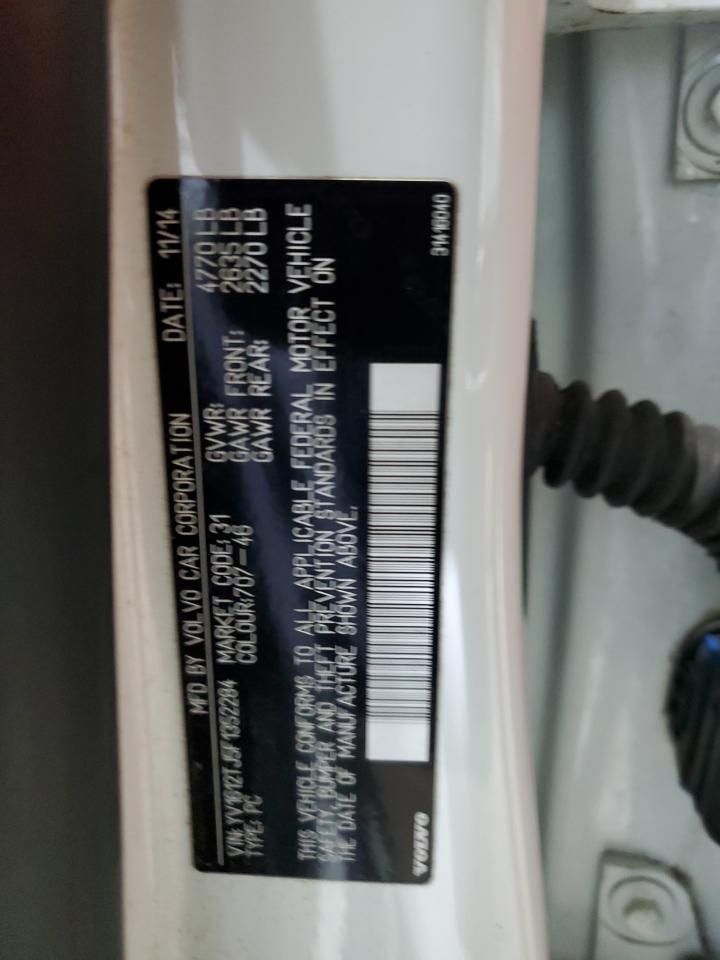 MFD BY VOLVO CAR CORPORATION DATE: 11/14
VIN: MARKET CODE: 31 GVWR: 4770 LB
TYPE: PC COLOUR:707-46 GAWR FRONT: 2635 LB
GAWR REAR: 2270 LB
THIS VEHICLE CONFORMS TO ALL APPLICABLE FEDERAL MOTOR VEHICLE
SAFETY, BUMPER AND THEFT PREVENTION STANDARDS IN EFFECT ON
THE DATE OF MANUFACTURE SHOWN ABOVE.
VOLVO
31416040